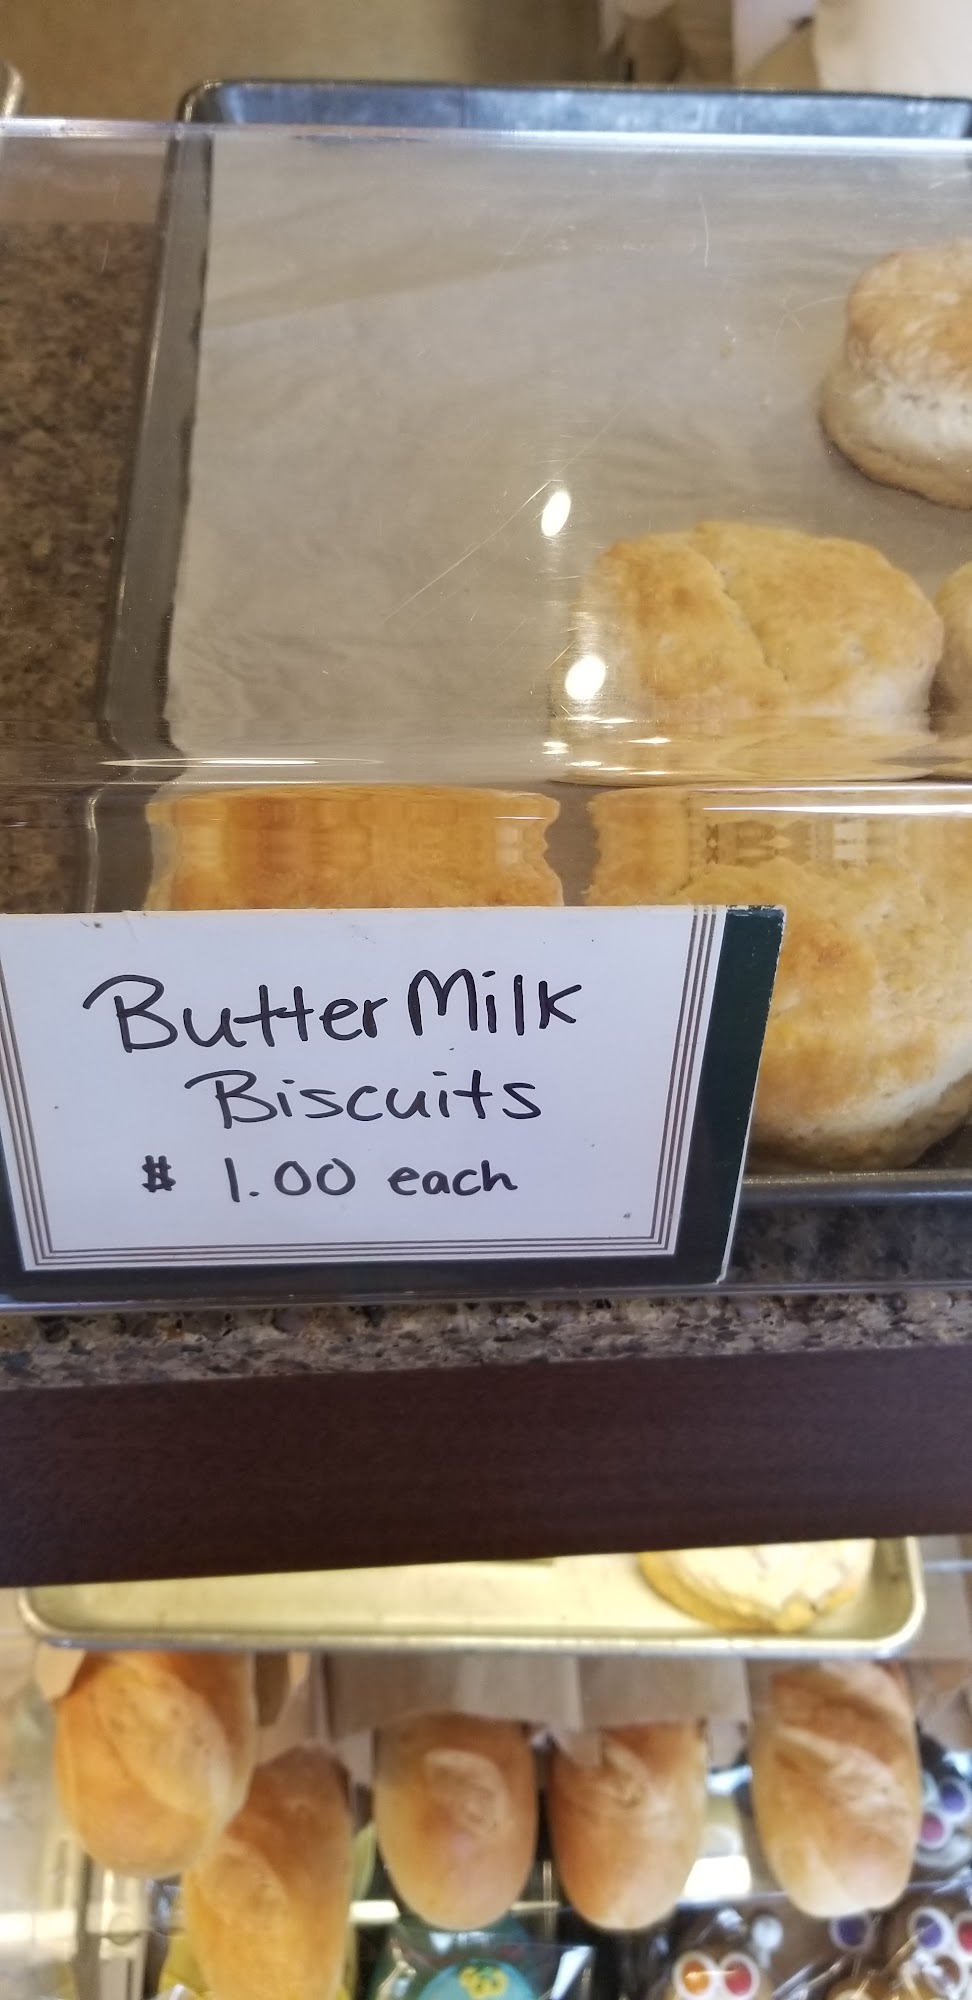 Butter Milk
Biscuits
$ 1.00 each